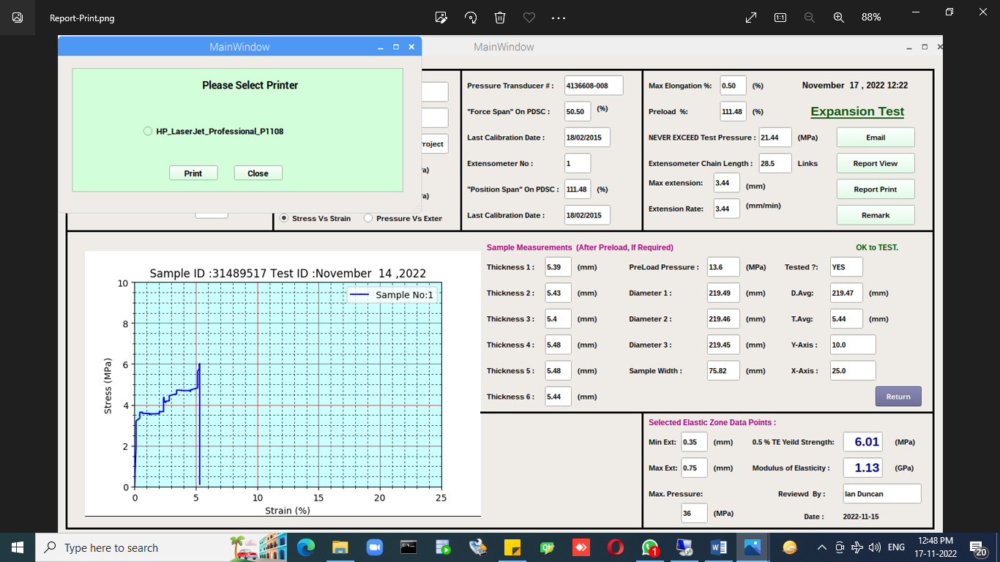 Report-Print.png
88%
MainWindow
Please Select Printer
HP_LaserJet_Professional_P1108
Print
Close
MainWindow
roject
a)
a)
Stress Vs Strain
Pressure Vs Exten
Pressure Transducer # :
4136608-008
"Force Span" On PDSC :
50.50
(%)
Last Calibration Date :
18/02/2015
Extensometer No :
1
"Position Span" On PDSC :
111.48
(%)
Last Calibration Date :
18/02/2015
Max Elongation %:
0.50
(%)
Preload %:
111.48
(%)
NEVER EXCEED Test Pressure :
21.44
(MPa)
Extensometer Chain Length :
28.5
Links
Max extension:
3.44
(mm)
Extension Rate:
3.44
(mm/min)
November 17 , 2022 12:22
Expansion Test
Email
Report View
Report Print
Remark
Sample ID :31489517 Test ID :November 14 ,2022
Sample No:1
Stress (MPa)
10
8
6
4
2
0
0
5
10
15
20
25
Strain (%)
Sample Measurements (After Preload, If Required)
OK to TEST.
Thickness 1 :
5.39
(mm)
PreLoad Pressure :
13.6
(MPa)
Tested ?:
YES
Thickness 2 :
5.43
(mm)
Diameter 1 :
219.49
(mm)
D.Avg:
219.47
(mm)
Thickness 3 :
5.4
(mm)
Diameter 2 :
219.46
(mm)
T.Avg:
5.44
(mm)
Thickness 4 :
5.48
(mm)
Diameter 3 :
219.45
(mm)
Y-Axis :
10.0
Thickness 5 :
5.48
(mm)
Sample Width :
75.82
(mm)
X-Axis :
25.0
Thickness 6 :
5.44
(mm)
Return
Selected Elastic Zone Data Points :
Min Ext:
0.35
(mm)
0.5 % TE Yeild Strength:
6.01
(MPa)
Max Ext:
0.75
(mm)
Modulus of Elasticity :
1.13
(GPa)
Max. Pressure:
36
(MPa)
Reviewd By :
Ian Duncan
Date :
2022-11-15
Type here to search
1
ENG
12:48 PM
17-11-2022
20